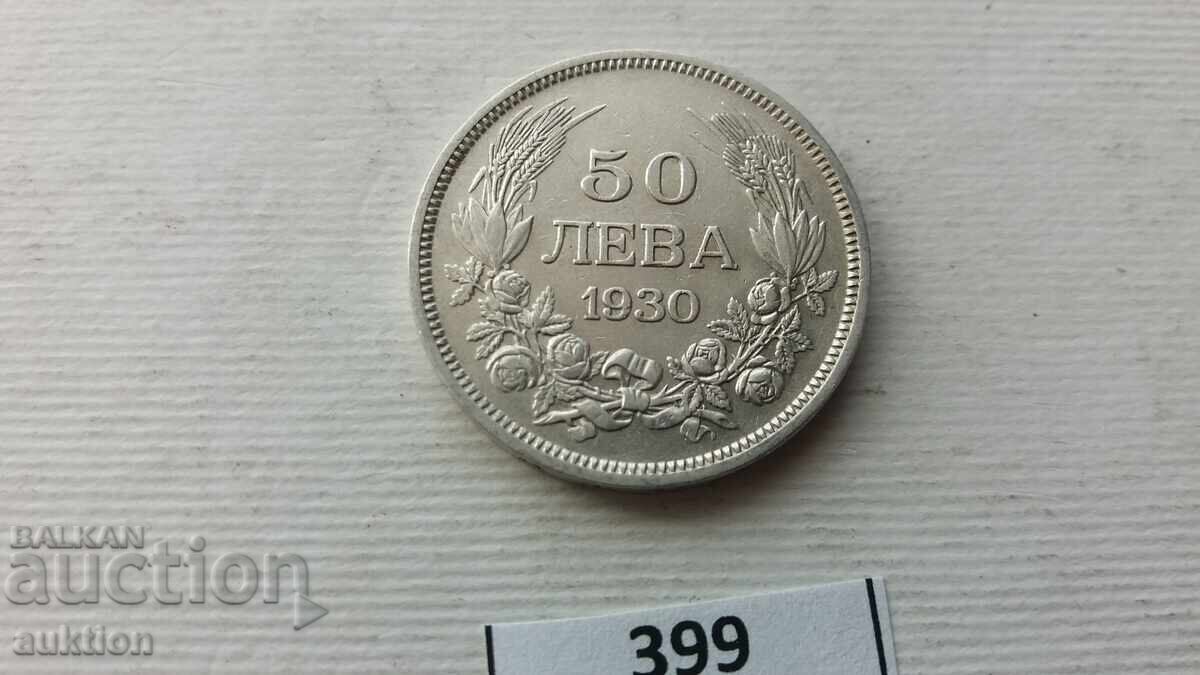 50
ЛЕВА
1930
BALKAN
auction
auktion
399